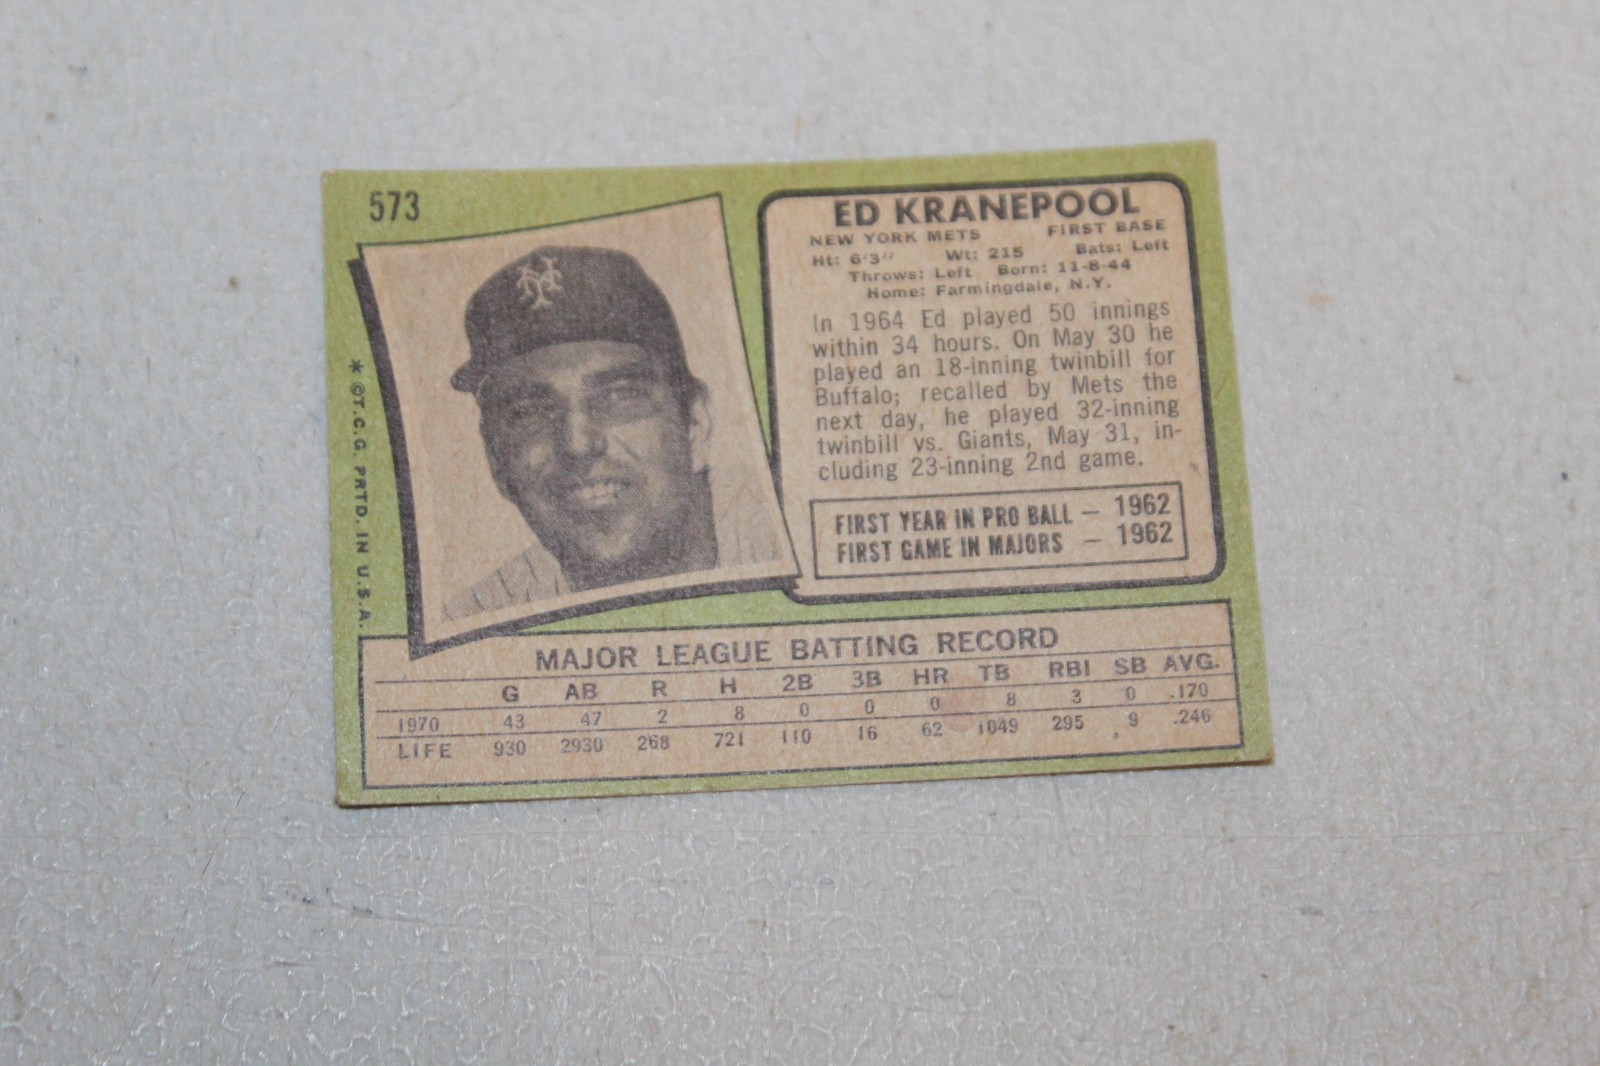 573
ED KRANEPOOL
NEW YORK METS FIRST BASE
Ht: 6'3" Wt: 215 Bats: Left
Throws: Left Born: 11-8-44
Home: Farmingdale, N.Y.
In 1964 Ed played 50 innings
within 34 hours. On May 30 he
played an 18-inning twinbill for
Buffalo; recalled by Mets the
next day, he played 32-inning
twinbill vs. Giants, May 31, in-
cluding 23-inning 2nd game.
FIRST YEAR IN PRO BALL — 1962
FIRST GAME IN MAJORS — 1962
NY
* ©T.C.G. PRTD. IN U.S.A.
MAJOR LEAGUE BATTING RECORD
G AB R H 2B 3B HR TB RBI SB AVG.
1970 43 47 2 8 0 0 0 8 3 0 .170
LIFE 930 2930 268 721 110 16 62 1049 295 9 .246